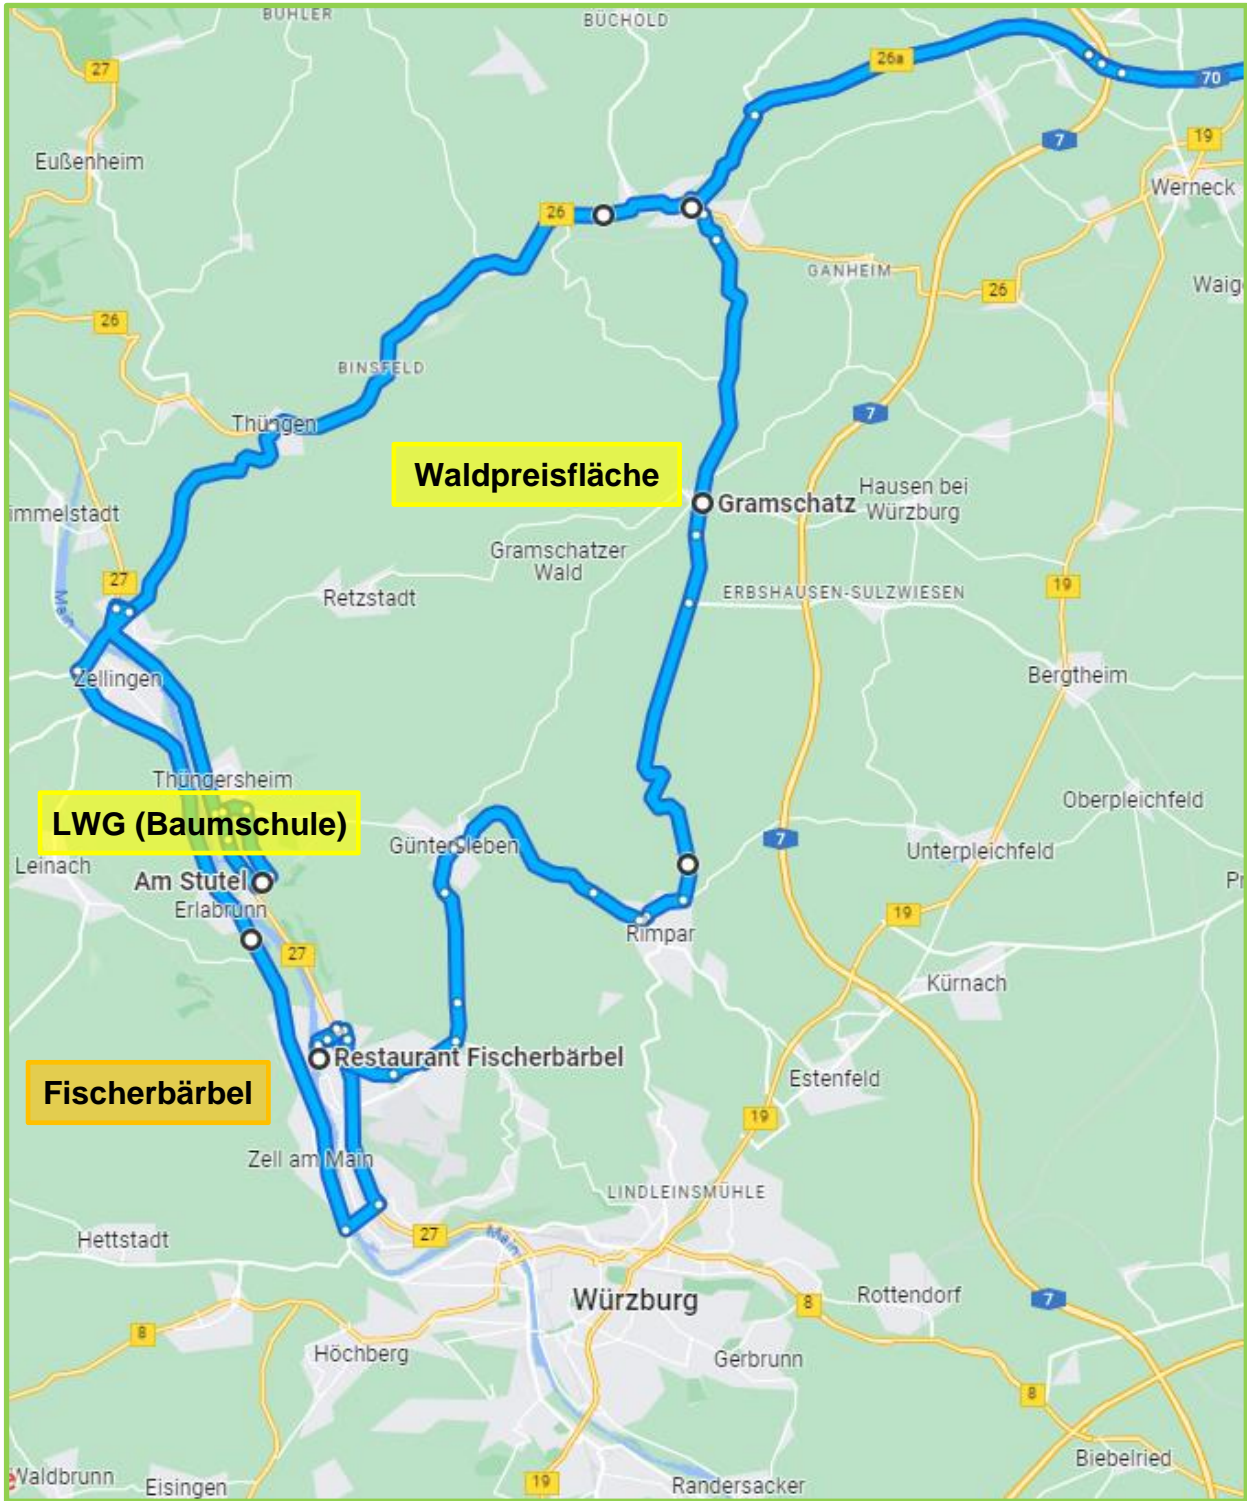 BÜHLER
BÜCHOLD
27
26a
70
7
19
Eußenheim
Werneck
26
GANHEIM
26
Waig
26
BINSFELD
Thüngen
7
Waldpreisfläche
Gramschatz
Hausen bei
Würzburg
immelstadt
Gramschatzer
Wald
27
Retzstadt
ERBSHAUSEN-SULZWIESEN
19
Main
Zellingen
Bergtheim
Thüngersheim
LWG (Baumschule)
Oberpleichfeld
Güntersleben
7
Unterpleichfeld
Leinach
Am Stutel
Pr
Erlabrunn
19
Rimpar
27
Kürnach
Restaurant Fischerbärbel
Fischerbärbel
Estenfeld
19
Zell am Main
LINDLEINSMÜHLE
Hettstadt
27
Main
Würzburg
Rottendorf
7
8
8
Höchberg
Gerbrunn
8
Waldbrunn
Eisingen
19
Randersacker
Biebelried